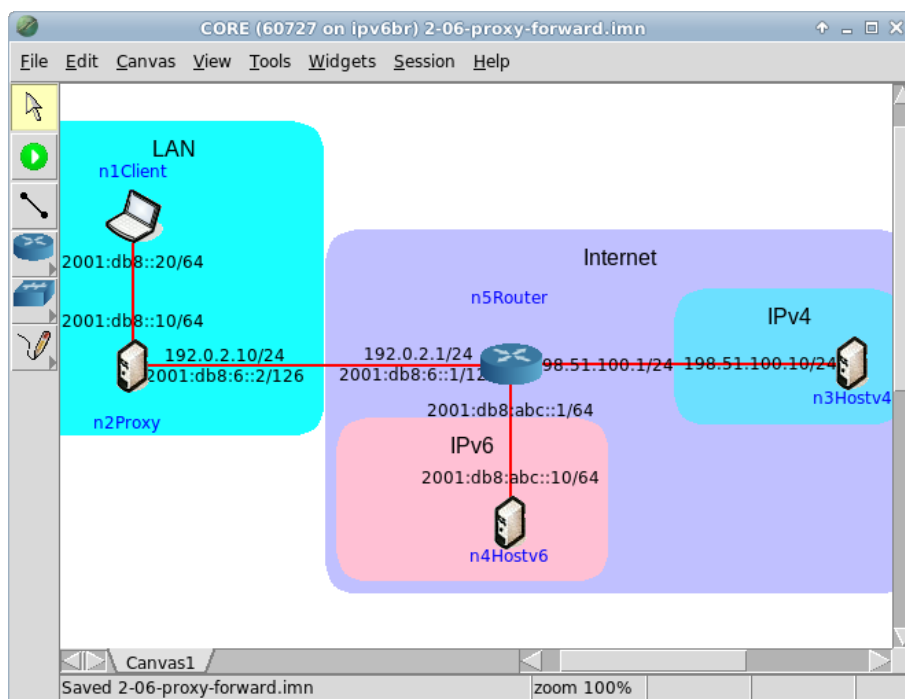 CORE (60727 on ipv6br) 2-06-proxy-forward.imn
File Edit Canvas View Tools Widgets Session Help
LAN
n1Client
2001:db8::20/64
2001:db8::10/64
192.0.2.10/24
2001:db8:6::2/126
n2Proxy
Internet
n5Router
192.0.2.1/24
2001:db8:6::1/12
98.51.100.1/24
IPv4
198.51.100.10/24
n3Hostv4
2001:db8:abc::1/64
IPv6
2001:db8:abc::10/64
n4Hostv6
Canvas1
Saved 2-06-proxy-forward.imn
zoom 100%